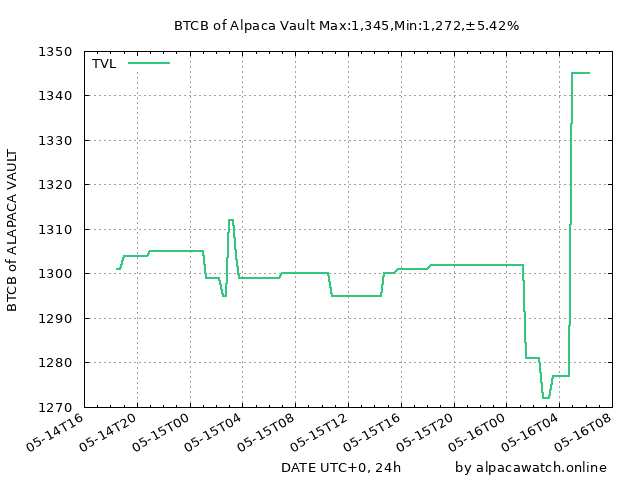 BTCB of Alpaca Vault Max:1,345,Min:1,272,±5.42%
TVL
1350
1340
1330
1320
1310
1300
1290
1280
1270
BTCB of ALAPACA VAULT
05-14T16
05-14T20
05-15T00
05-15T04
05-15T08
05-15T12
05-15T16
05-15T20
05-16T00
05-16T04
05-16T08
DATE UTC+0, 24h
by alpacawatch.online